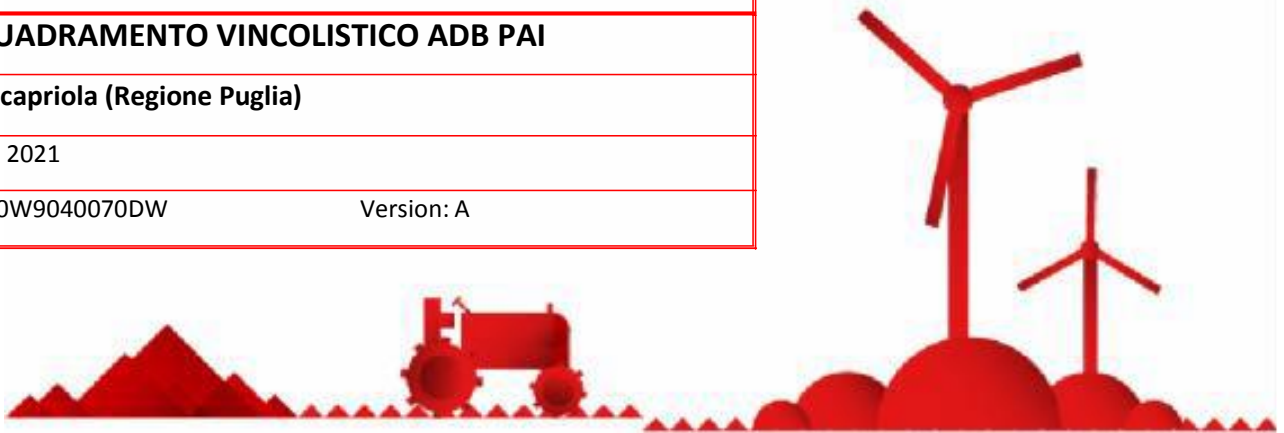 UADRAMENTO VINCOLISTICO ADB PAI
capriola (Regione Puglia)
2021
0W9040070DW Version: A